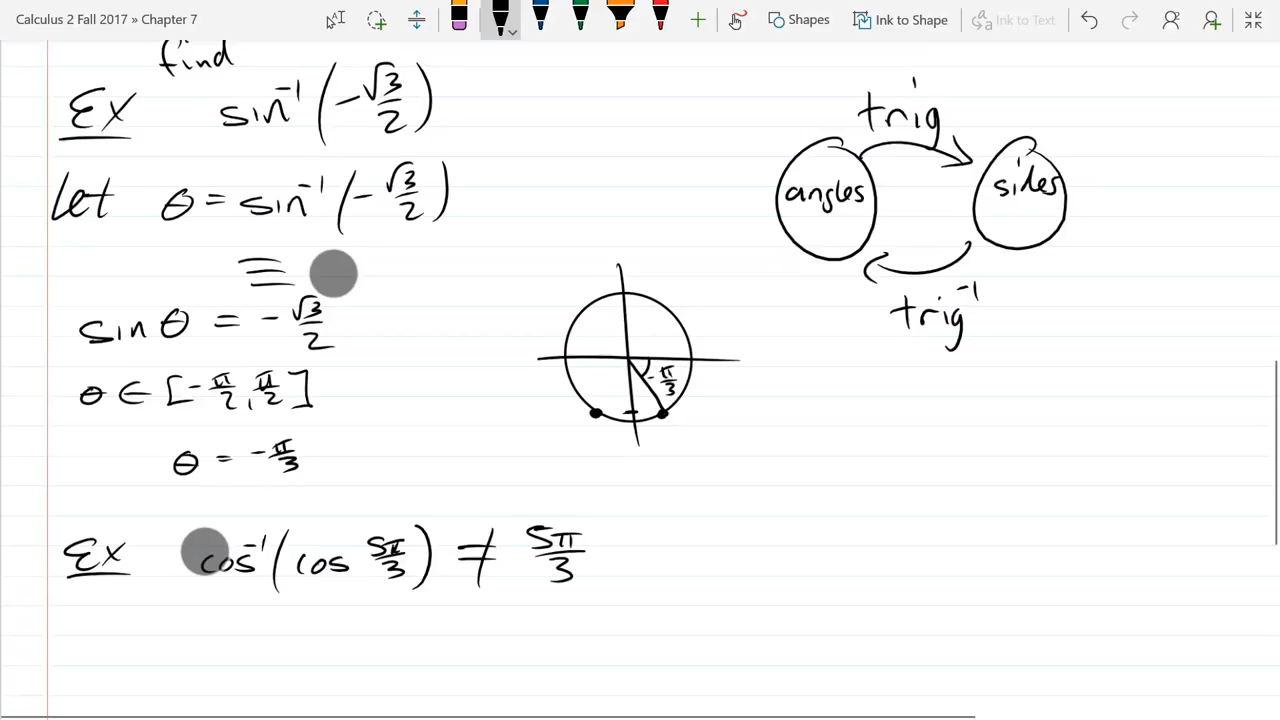 Calculus 2 Fall 2017 » Chapter 7
Shapes
Ink to Shape
Ink to Text
find
Ex sin⁻¹(-√3/2)
Let θ = sin⁻¹(-√3/2)
sin θ = -√3/2
θ ∈ [-π/2, π/2]
θ = -π/3
-π/3
trig
angles sides
trig⁻¹
Ex cos⁻¹(cos 5π/3) ≠ 5π/3